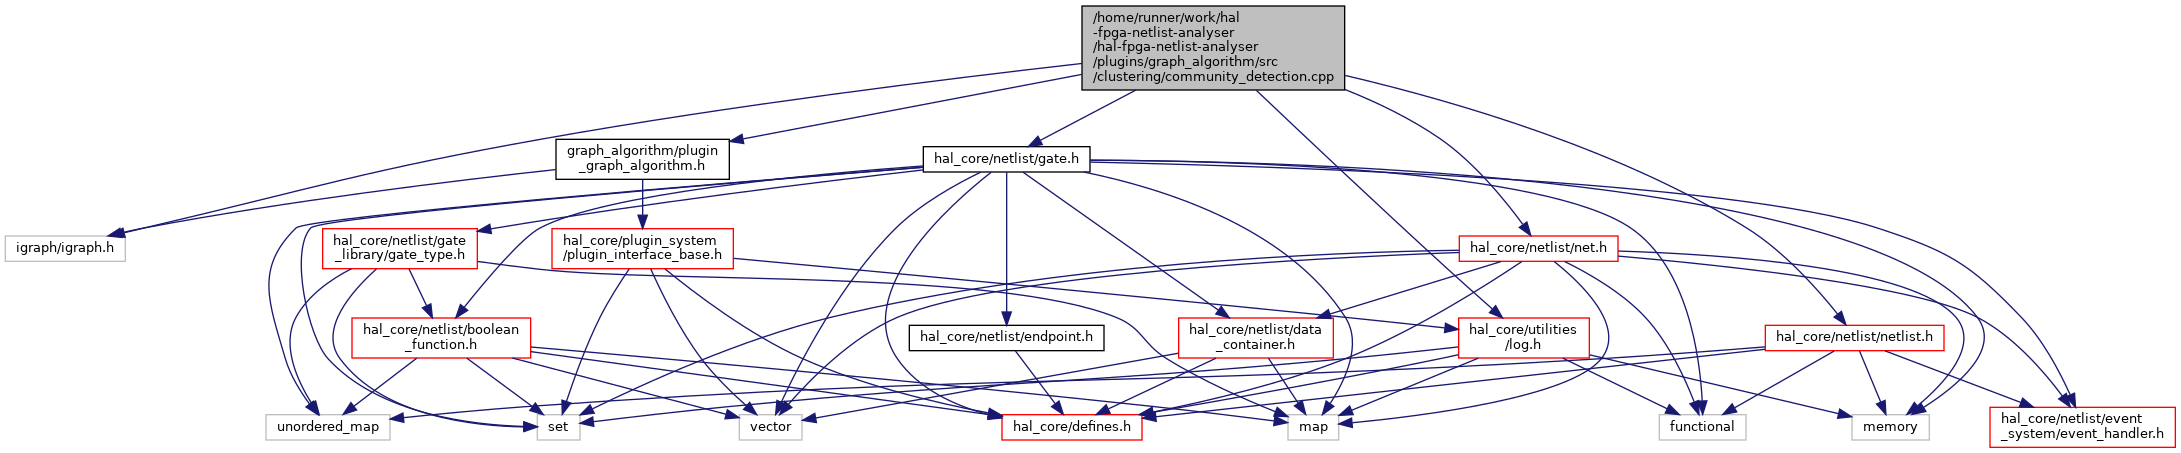 /home/runner/work/hal
-fpga-netlist-analyser
/hal-fpga-netlist-analyser
/plugins/graph_algorithm/src
/clustering/community_detection.cpp
graph_algorithm/plugin
_graph_algorithm.h
hal_core/netlist/gate.h
igraph/igraph.h
hal_core/netlist/gate
_library/gate_type.h
hal_core/plugin_system
/plugin_interface_base.h
hal_core/netlist/net.h
hal_core/netlist/boolean
_function.h
hal_core/netlist/endpoint.h
hal_core/netlist/data
_container.h
hal_core/utilities
/log.h
hal_core/netlist/netlist.h
unordered_map
set
vector
hal_core/defines.h
map
functional
memory
hal_core/netlist/event
_system/event_handler.h